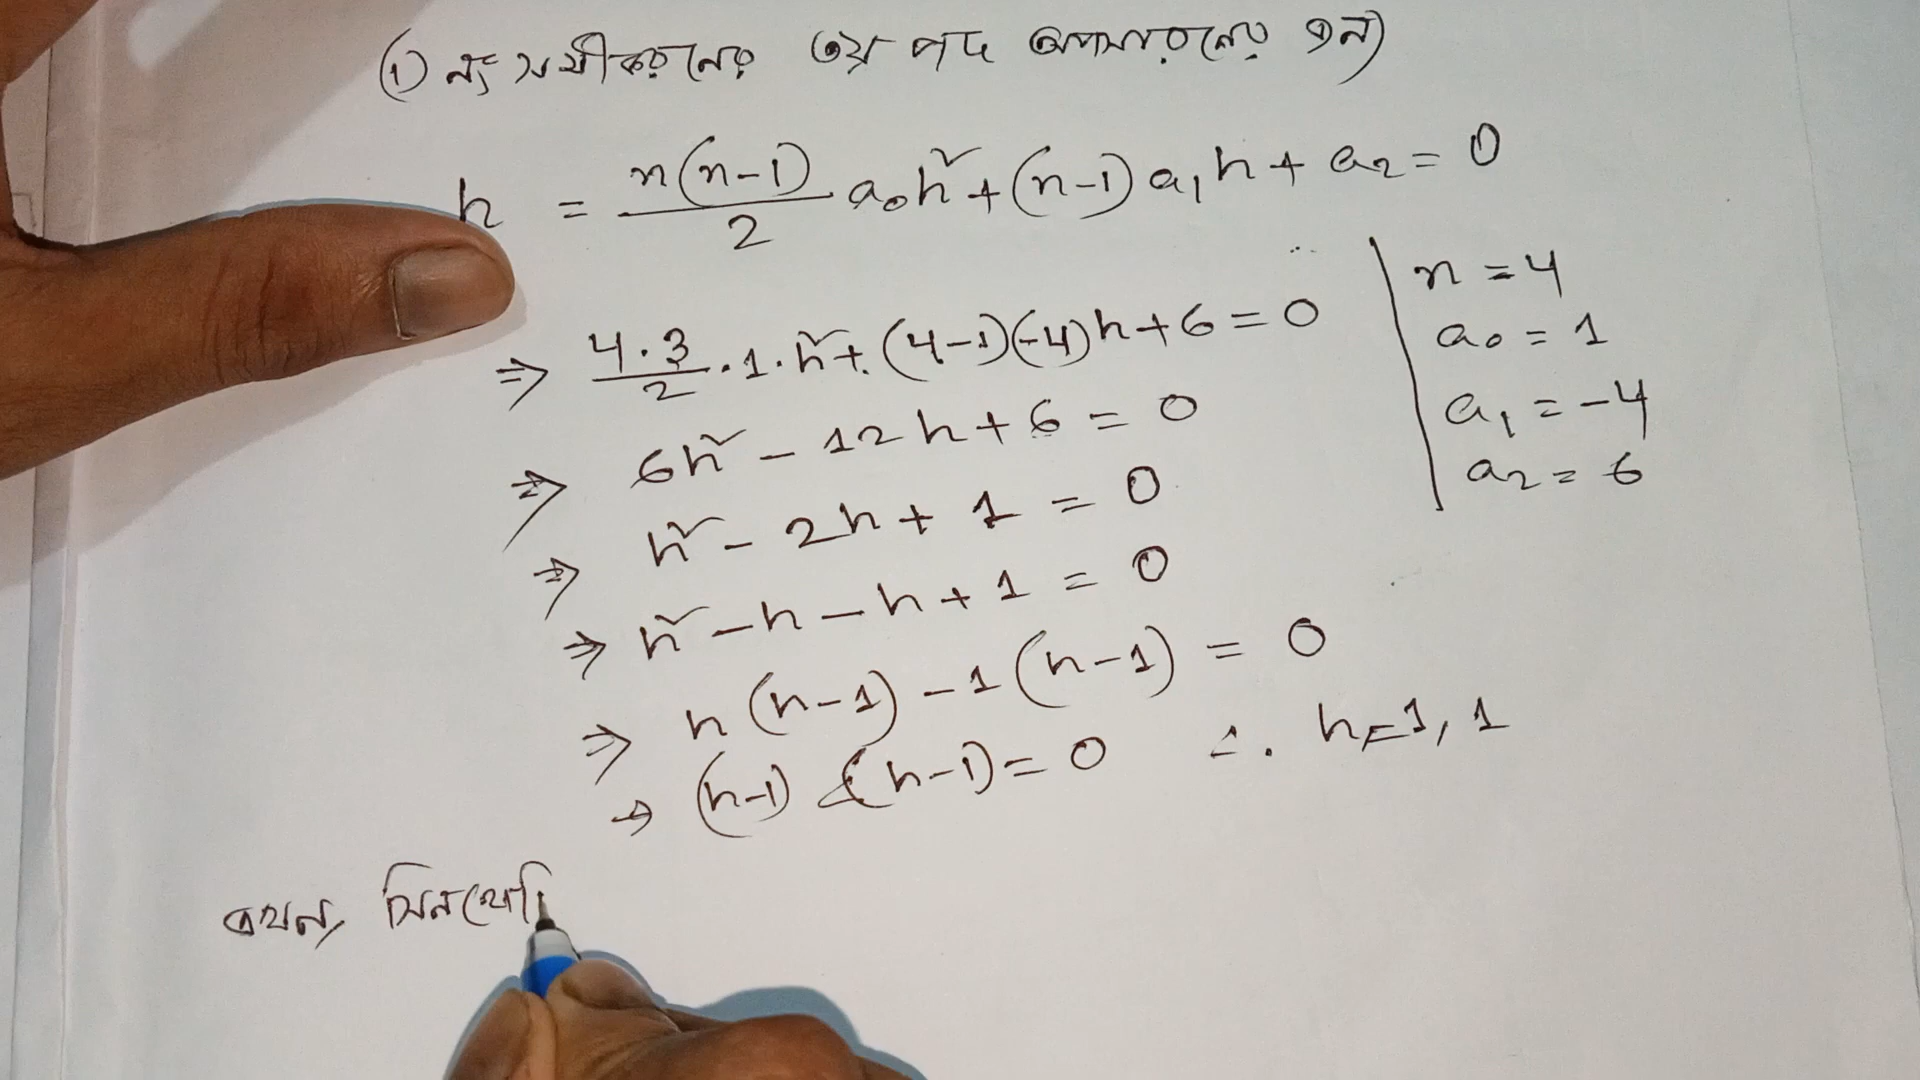 (1) নং সমীকরনের ৩য় পদ অপসারনের জন্য
h = n(n-1)/2 a₀h² + (n-1) a₁h + a₂ = 0
⇒ 4·3/2 · 1 · h² + (4-1)(-4)h + 6 = 0
⇒ 6h² - 12h + 6 = 0
⇒ h² - 2h + 1 = 0
⇒ h² - h - h + 1 = 0
⇒ h(h-1) - 1(h-1) = 0
→ (h-1) (h-1) = 0 ∴ h = 1, 1
n = 4
a₀ = 1
a₁ = -4
a₂ = 6
এখন, সিনথেটি